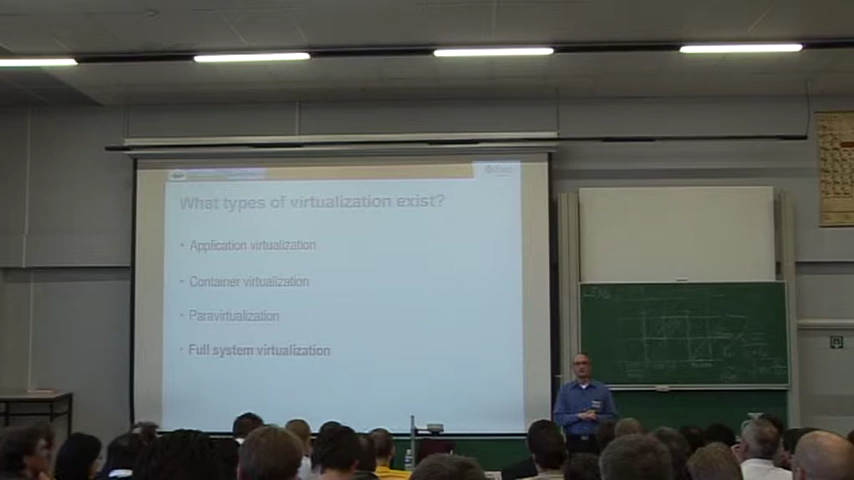 What types of virtualization exist?
• Application virtualization
• Container virtualization
• Paravirtualization
• Full system virtualization